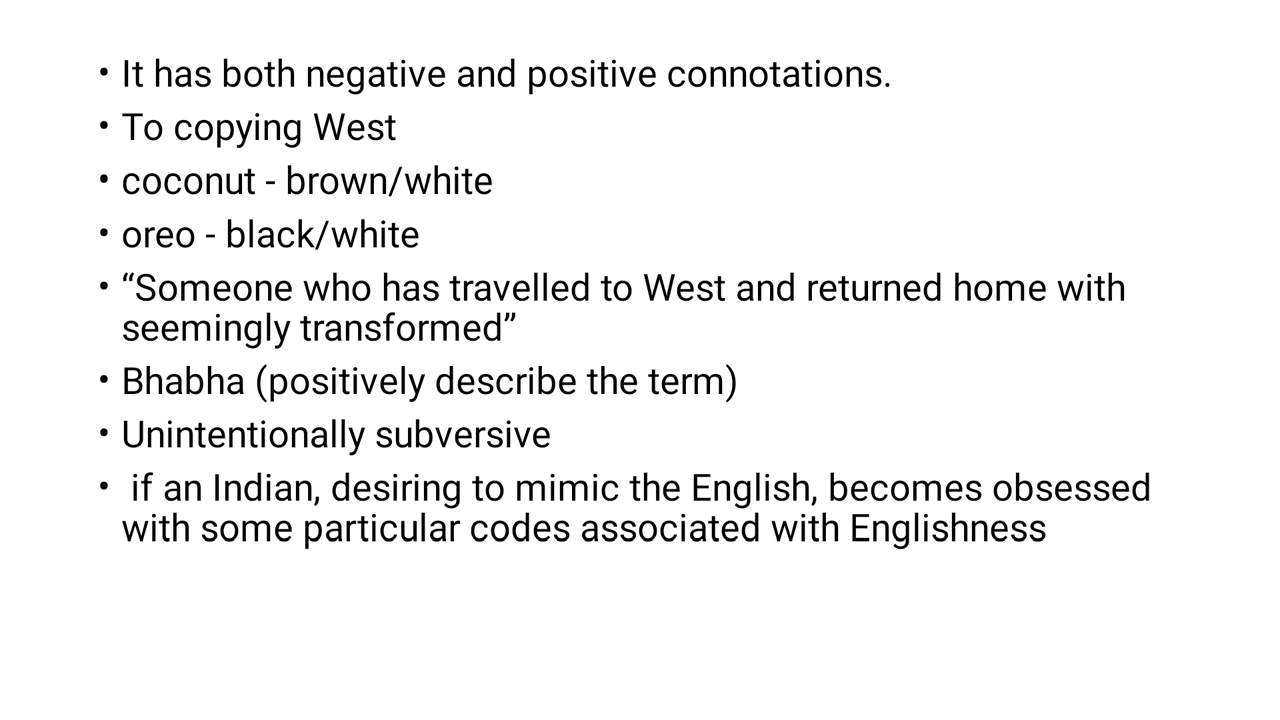 • It has both negative and positive connotations.
• To copying West
• coconut - brown/white
• oreo - black/white
• “Someone who has travelled to West and returned home with
seemingly transformed”
• Bhabha (positively describe the term)
• Unintentionally subversive
• if an Indian, desiring to mimic the English, becomes obsessed
with some particular codes associated with Englishness